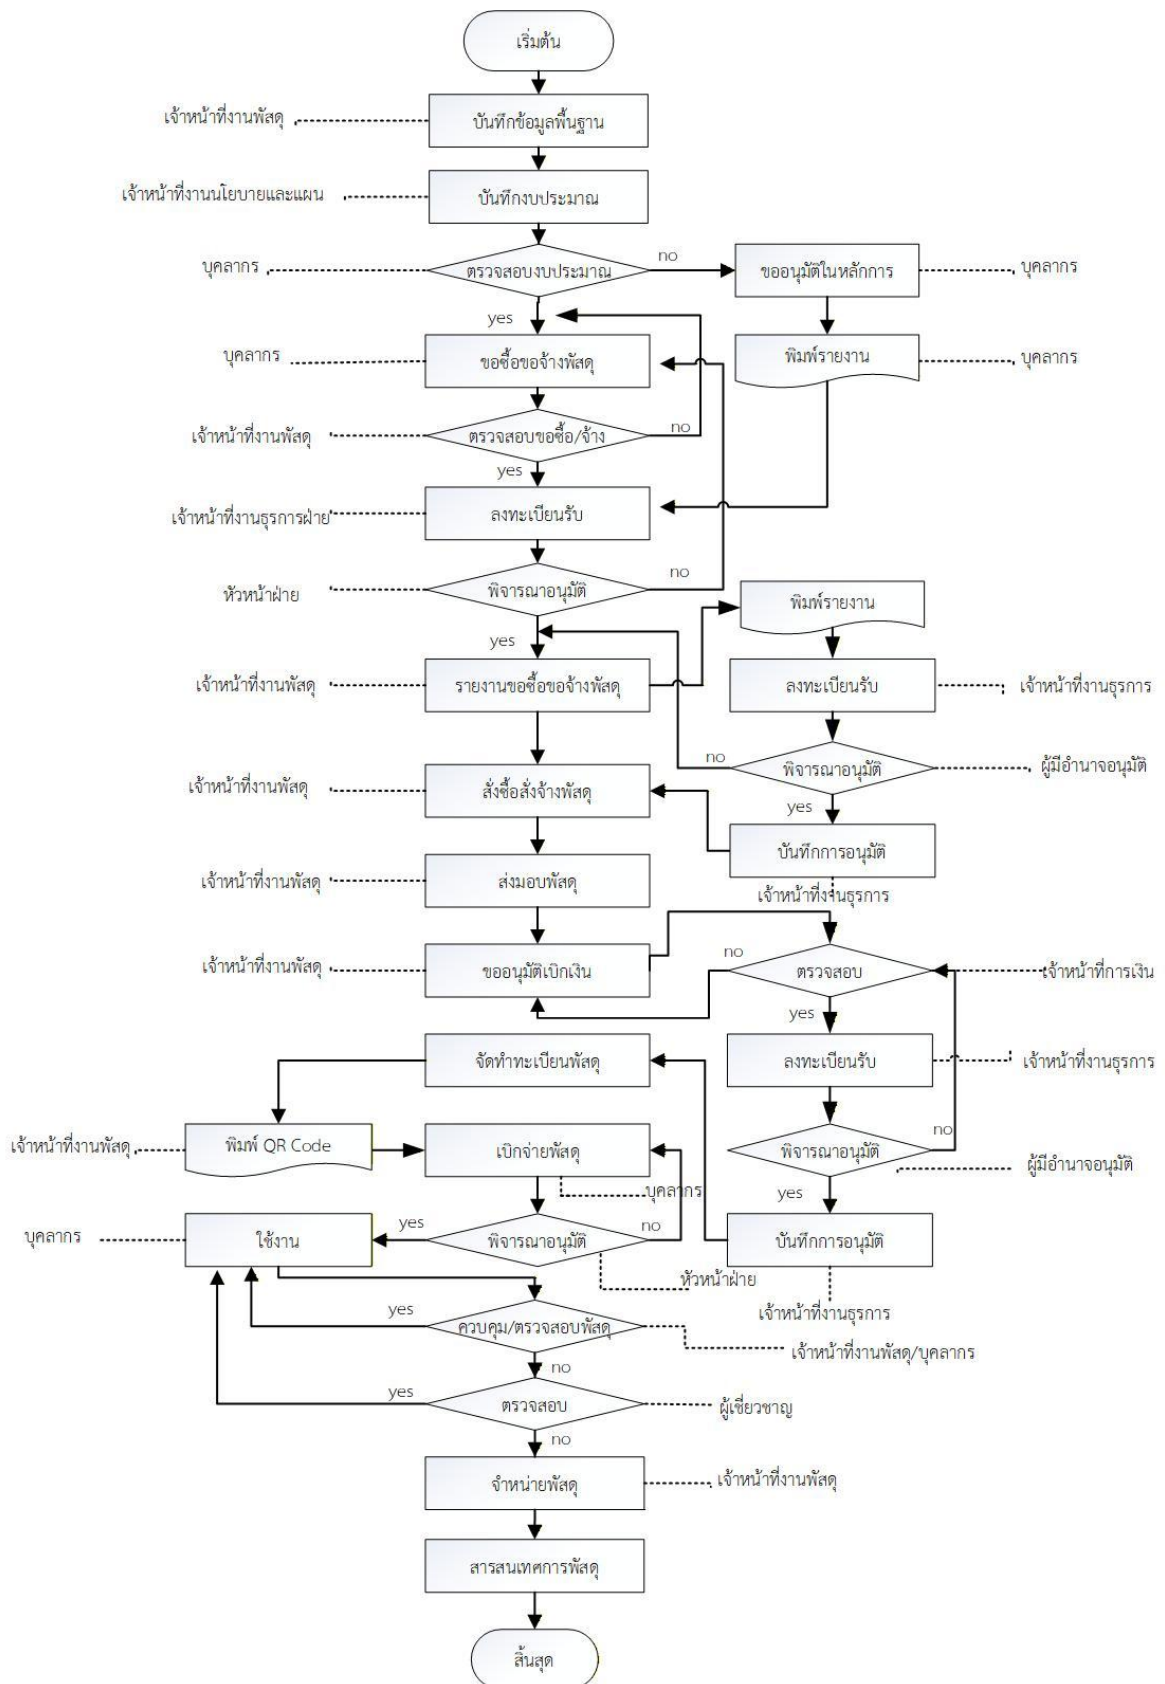 เริ่มต้น
เจ้าหน้าที่งานพัสดุ
บันทึกข้อมูลพื้นฐาน
เจ้าหน้าที่งานนโยบายและแผน
บันทึกงบประมาณ
บุคลากร
ตรวจสอบงบประมาณ
no
ขออนุมัติในหลักการ
บุคลากร
yes
บุคลากร
ขอซื้อขอจ้างพัสดุ
พิมพ์รายงาน
บุคลากร
เจ้าหน้าที่งานพัสดุ
ตรวจสอบขอซื้อ/จ้าง
no
yes
เจ้าหน้าที่งานธุรการฝ่าย
ลงทะเบียนรับ
หัวหน้าฝ่าย
พิจารณาอนุมัติ
no
พิมพ์รายงาน
yes
เจ้าหน้าที่งานพัสดุ
รายงานขอซื้อขอจ้างพัสดุ
ลงทะเบียนรับ
เจ้าหน้าที่งานธุรการ
no
พิจารณาอนุมัติ
ผู้มีอำนาจอนุมัติ
เจ้าหน้าที่งานพัสดุ
สั่งซื้อสั่งจ้างพัสดุ
yes
บันทึกการอนุมัติ
เจ้าหน้าที่งานธุรการ
เจ้าหน้าที่งานพัสดุ
ส่งมอบพัสดุ
เจ้าหน้าที่งานพัสดุ
ขออนุมัติเบิกเงิน
no
ตรวจสอบ
เจ้าหน้าที่การเงิน
yes
จัดทำทะเบียนพัสดุ
ลงทะเบียนรับ
เจ้าหน้าที่งานธุรการ
เจ้าหน้าที่งานพัสดุ
พิมพ์ QR Code
เบิกจ่ายพัสดุ
บุคลากร
พิจารณาอนุมัติ
no
ผู้มีอำนาจอนุมัติ
yes
บุคลากร
ใช้งาน
yes
พิจารณาอนุมัติ
no
หัวหน้าฝ่าย
บันทึกการอนุมัติ
เจ้าหน้าที่งานธุรการ
yes
ควบคุม/ตรวจสอบพัสดุ
เจ้าหน้าที่งานพัสดุ/บุคลากร
no
yes
ตรวจสอบ
ผู้เชี่ยวชาญ
no
จำหน่ายพัสดุ
เจ้าหน้าที่งานพัสดุ
สารสนเทศการพัสดุ
สิ้นสุด